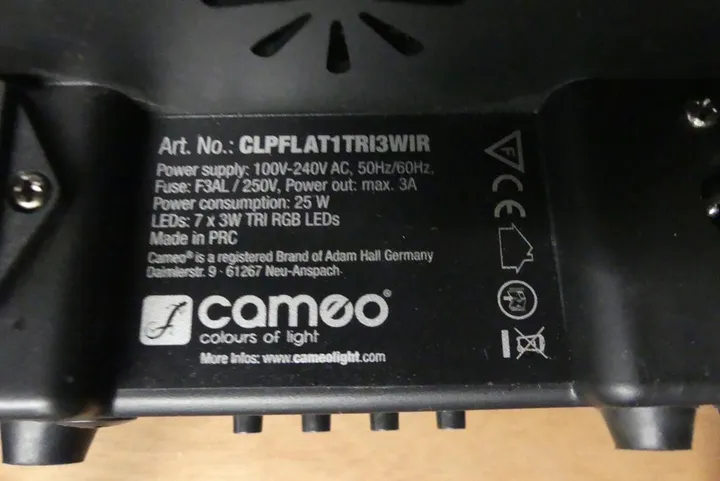 Art. No.: CLPFLAT1TRI3WIR
Power supply: 100V-240V AC, 50Hz/60Hz,
Fuse: F3AL / 250V, Power out: max. 3A
Power consumption: 25 W
LEDs: 7 x 3W TRI RGB LEDs
Made in PRC
Cameo® is a registered Brand of Adam Hall Germany
Daimlerstr. 9 · 61267 Neu-Anspach
cameo®
colours of light
More Infos: www.cameolight.com
F
CE